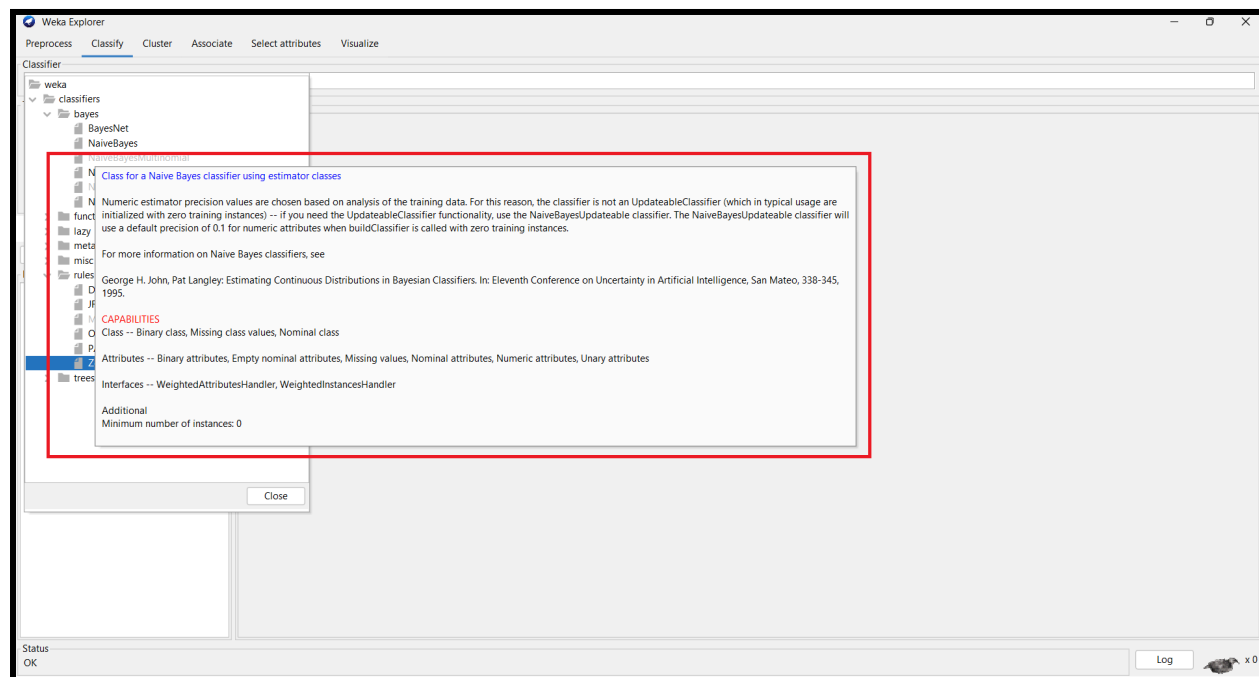 Weka Explorer
Preprocess Classify Cluster Associate Select attributes Visualize
Classifier
weka
classifiers
bayes
BayesNet
NaiveBayes
NaiveBayesMultinomial
N
Class for a Naive Bayes classifier using estimator classes
N
N
Numeric estimator precision values are chosen based on analysis of the training data. For this reason, the classifier is not an UpdateableClassifier (which in typical usage are
funct
initialized with zero training instances) -- if you need the UpdateableClassifier functionality, use the NaiveBayesUpdateable classifier. The NaiveBayesUpdateable classifier will
lazy
use a default precision of 0.1 for numeric attributes when buildClassifier is called with zero training instances.
meta
For more information on Naive Bayes classifiers, see
misc
rules
George H. John, Pat Langley: Estimating Continuous Distributions in Bayesian Classifiers. In: Eleventh Conference on Uncertainty in Artificial Intelligence, San Mateo, 338-345,
D
1995.
JF
M
CAPABILITIES
O
Class -- Binary class, Missing class values, Nominal class
P
Attributes -- Binary attributes, Empty nominal attributes, Missing values, Nominal attributes, Numeric attributes, Unary attributes
Z
trees
Interfaces -- WeightedAttributesHandler, WeightedInstancesHandler
Additional
Minimum number of instances: 0
Close
Status
OK
Log
x 0